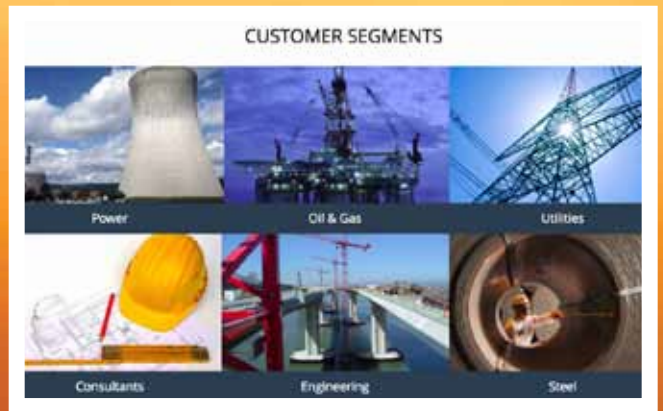 CUSTOMER SEGMENTS
Power Oil & Gas Utilities
Consultants Engineering Steel